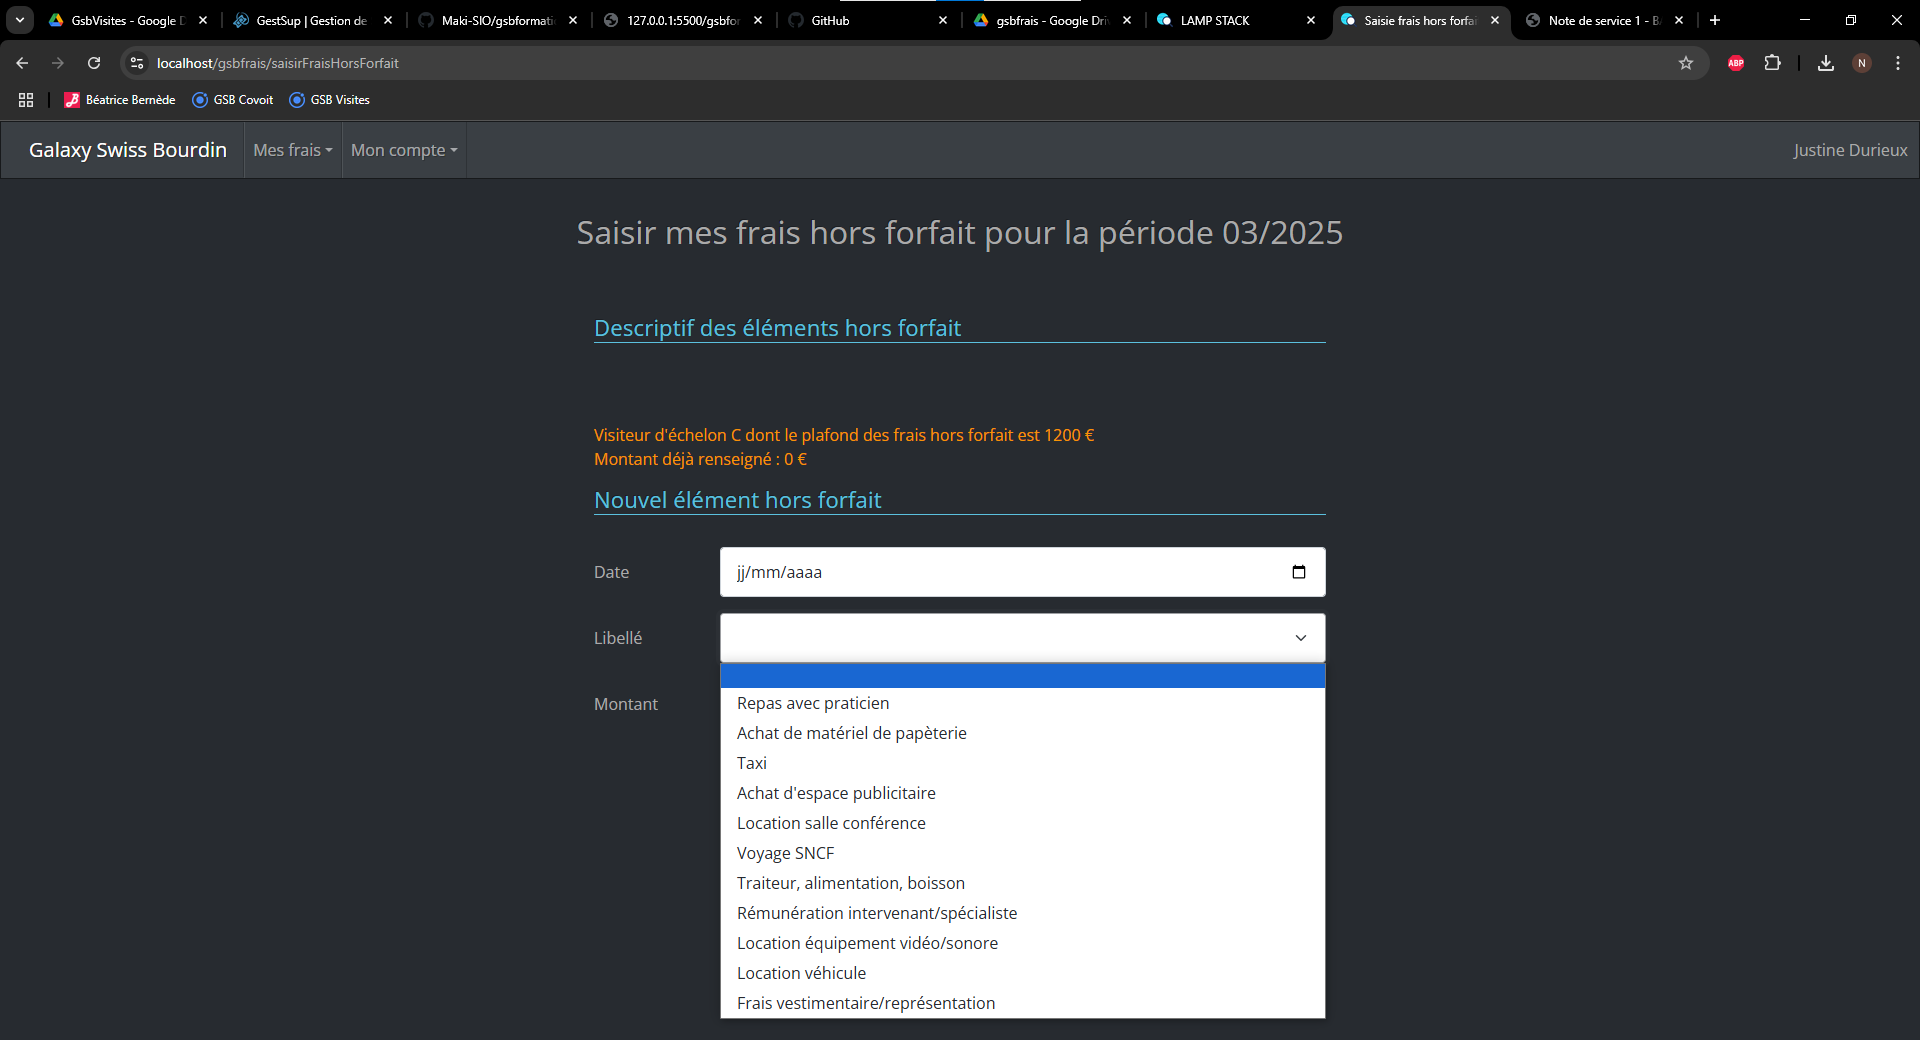 GsbVisites - Google D
GestSup | Gestion de
Maki-SIO/gsbformati
127.0.0.1:5500/gsbfor
GitHub
gsbfrais - Google Driv
LAMP STACK
Saisie frais hors forfai
Note de service 1 - B
localhost/gsbfrais/saisirFraisHorsForfait
ABP
N
Béatrice Bernède
GSB Covoit
GSB Visites
Galaxy Swiss Bourdin
Mes frais
Mon compte
Justine Durieux
Saisir mes frais hors forfait pour la période 03/2025
Descriptif des éléments hors forfait
Visiteur d'échelon C dont le plafond des frais hors forfait est 1200 €
Montant déjà renseigné : 0 €
Nouvel élément hors forfait
Date
jj/mm/aaaa
Libellé
Montant
Repas avec praticien
Achat de matériel de papèterie
Taxi
Achat d'espace publicitaire
Location salle conférence
Voyage SNCF
Traiteur, alimentation, boisson
Rémunération intervenant/spécialiste
Location équipement vidéo/sonore
Location véhicule
Frais vestimentaire/représentation